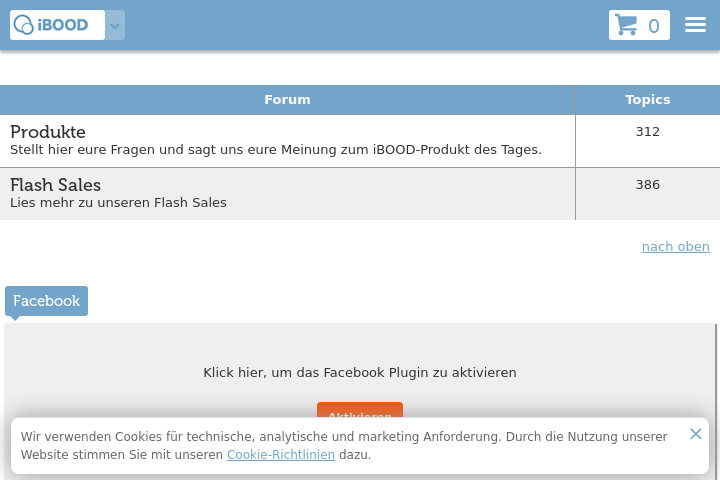 iBOOD
0
Forum Topics
Produkte 312
Stellt hier eure Fragen und sagt uns eure Meinung zum iBOOD-Produkt des Tages.
Flash Sales 386
Lies mehr zu unseren Flash Sales
nach oben
Facebook
Klick hier, um das Facebook Plugin zu aktivieren
Aktivieren
Wir verwenden Cookies für technische, analytische und marketing Anforderung. Durch die Nutzung unserer
Website stimmen Sie mit unseren Cookie-Richtlinien dazu.